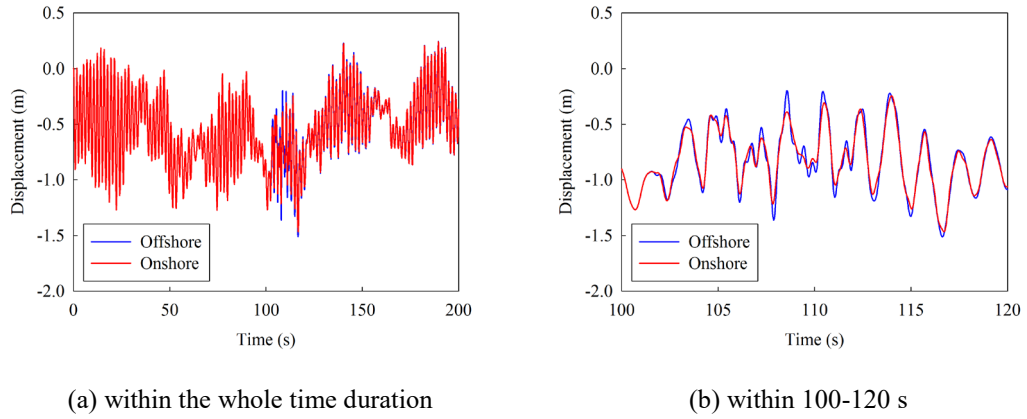 0.5
0.0
-0.5
-1.0
-1.5
-2.0
Displacement (m)
Offshore
Onshore
0 50 100 150 200
Time (s)
(a) within the whole time duration
0.5
0.0
-0.5
-1.0
-1.5
-2.0
Displacement (m)
Offshore
Onshore
100 105 110 115 120
Time (s)
(b) within 100-120 s